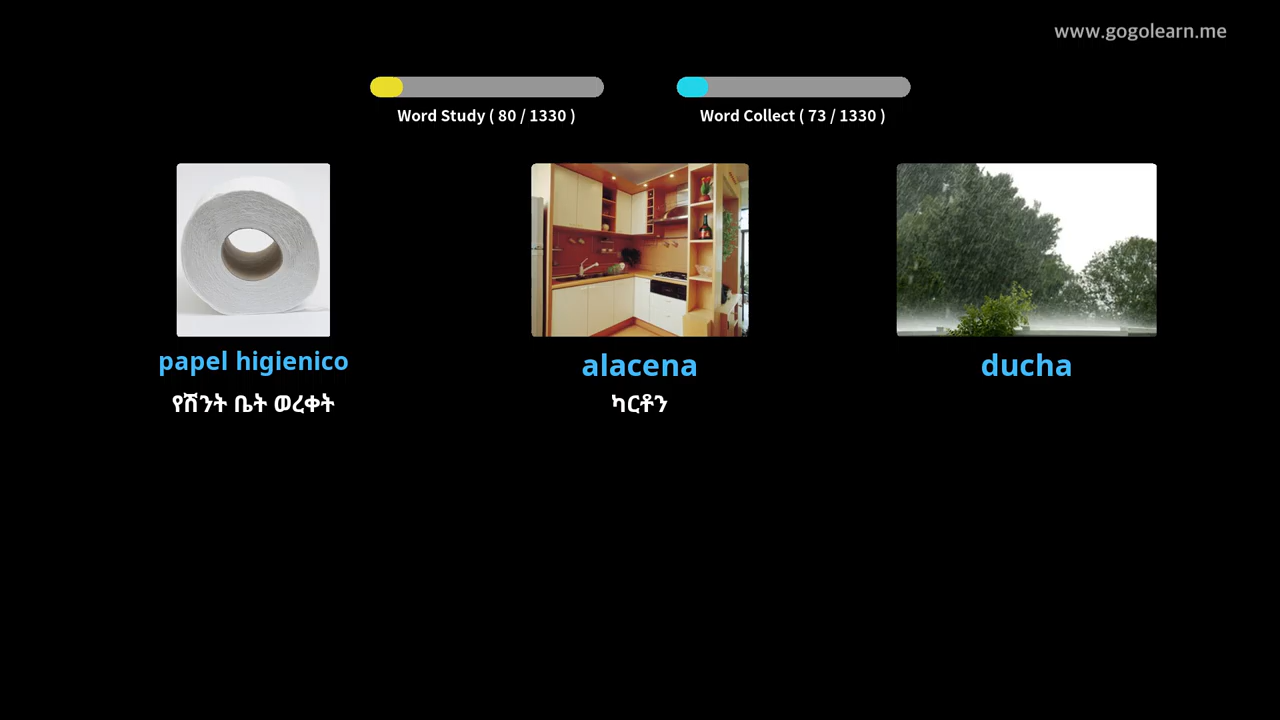 www.gogolearn.me
Word Study ( 80 / 1330 )
Word Collect ( 73 / 1330 )
papel higienico
alacena
ducha
የሽንት ቤት ወረቀት
ካርቶን